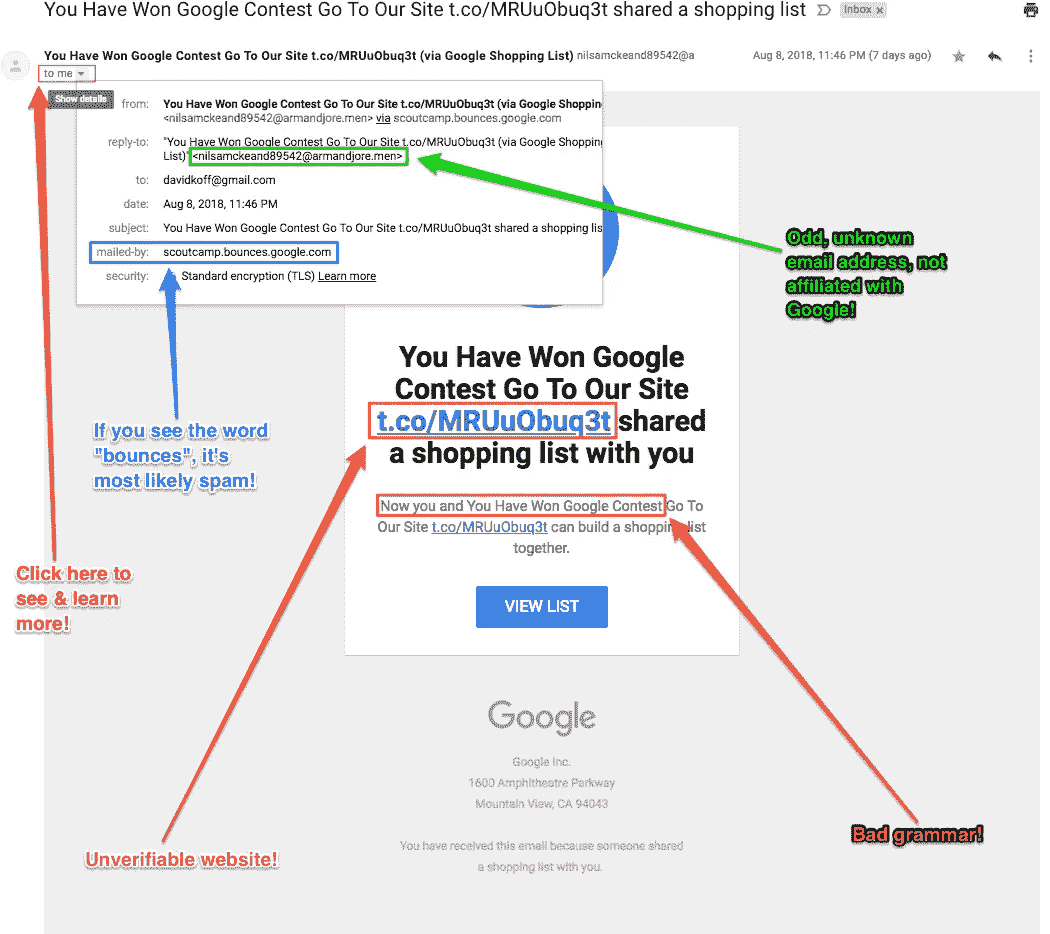 You Have Won Google Contest Go To Our Site t.co/MRUuObuq3t shared a shopping list Inbox x
You Have Won Google Contest Go To Our Site t.co/MRUuObuq3t (via Google Shopping List) nilsamckeand89542@a
Aug 8, 2018, 11:46 PM (7 days ago)
to me
Show details
from: You Have Won Google Contest Go To Our Site t.co/MRUuObuq3t (via Google Shoppin
<nilsamckeand89542@armandjore.men> via scoutcamp.bounces.google.com
reply-to: "You Have Won Google Contest Go To Our Site t.co/MRUuObuq3t (via Google Shopping
List)" <nilsamckeand89542@armandjore.men>
to: davidkoff@gmail.com
date: Aug 8, 2018, 11:46 PM
subject: You Have Won Google Contest Go To Our Site t.co/MRUuObuq3t shared a shopping lis
mailed-by: scoutcamp.bounces.google.com
security: Standard encryption (TLS) Learn more
Odd, unknown
email address, not
affiliated with
Google!
You Have Won Google
Contest Go To Our Site
t.co/MRUuObuq3t shared
a shopping list with you
If you see the word
"bounces", it's
most likely spam!
Now you and You Have Won Google Contest Go To
Our Site t.co/MRUuObuq3t can build a shopping list
together.
Click here to
see & learn
more!
VIEW LIST
Google
Google Inc.
1600 Amphitheatre Parkway
Mountain View, CA 94043
Bad grammar!
Unverifiable website!
You have received this email because someone shared
a shopping list with you.